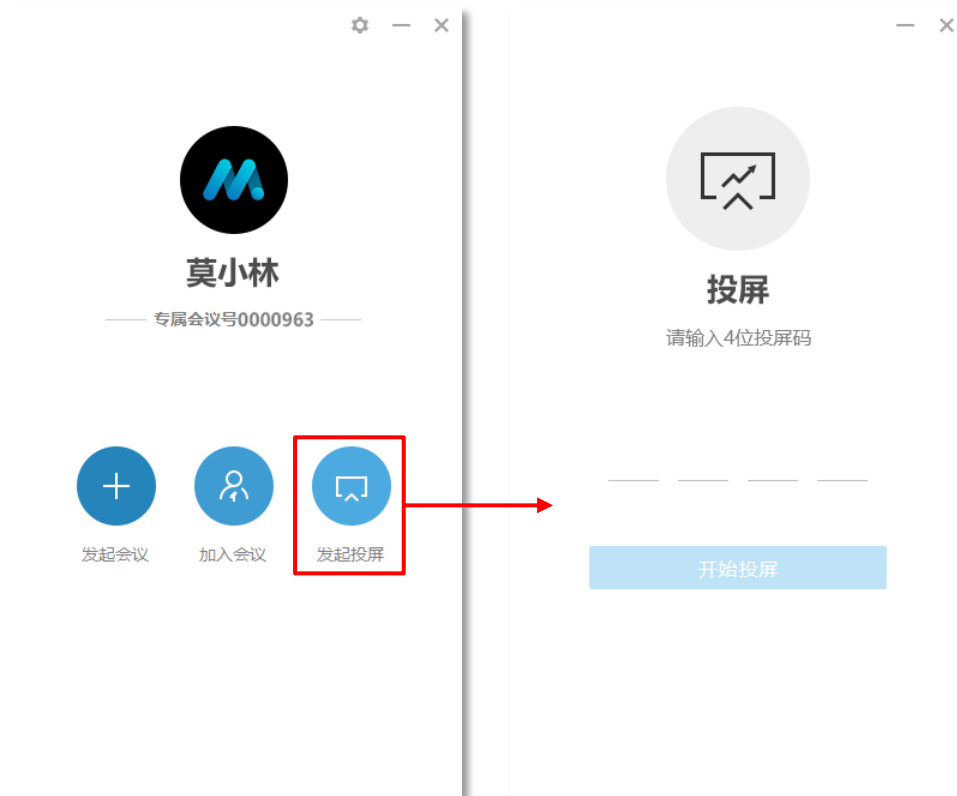 莫小林
专属会议号0000963
发起会议
加入会议
发起投屏
投屏
请输入4位投屏码
开始投屏